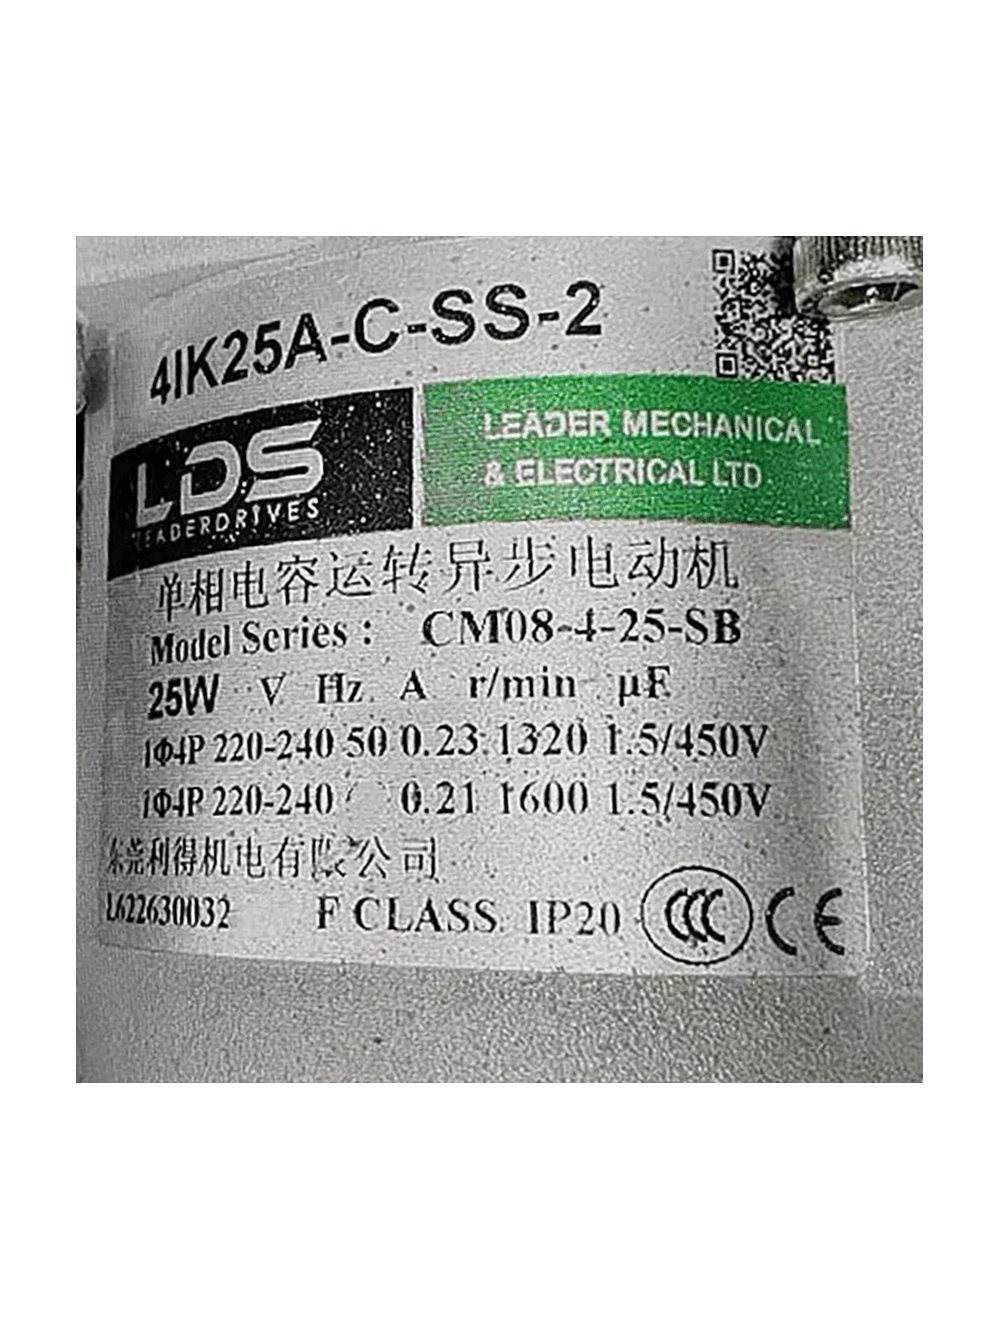 4IK25A-C-SS-2
LDS
LEADERDRIVES
LEADER MECHANICAL
& ELECTRICAL LTD
单相电容运转异步电动机
Model Series: CM08-4-25-SB
25W V Hz A r/min μF
1Φ4P 220-240 50 0.23 1320 1.5/450V
1Φ4P 220-240 0.21 1600 1.5/450V
东莞利得机电有限公司
L622630032 F CLASS IP20 CCC CE